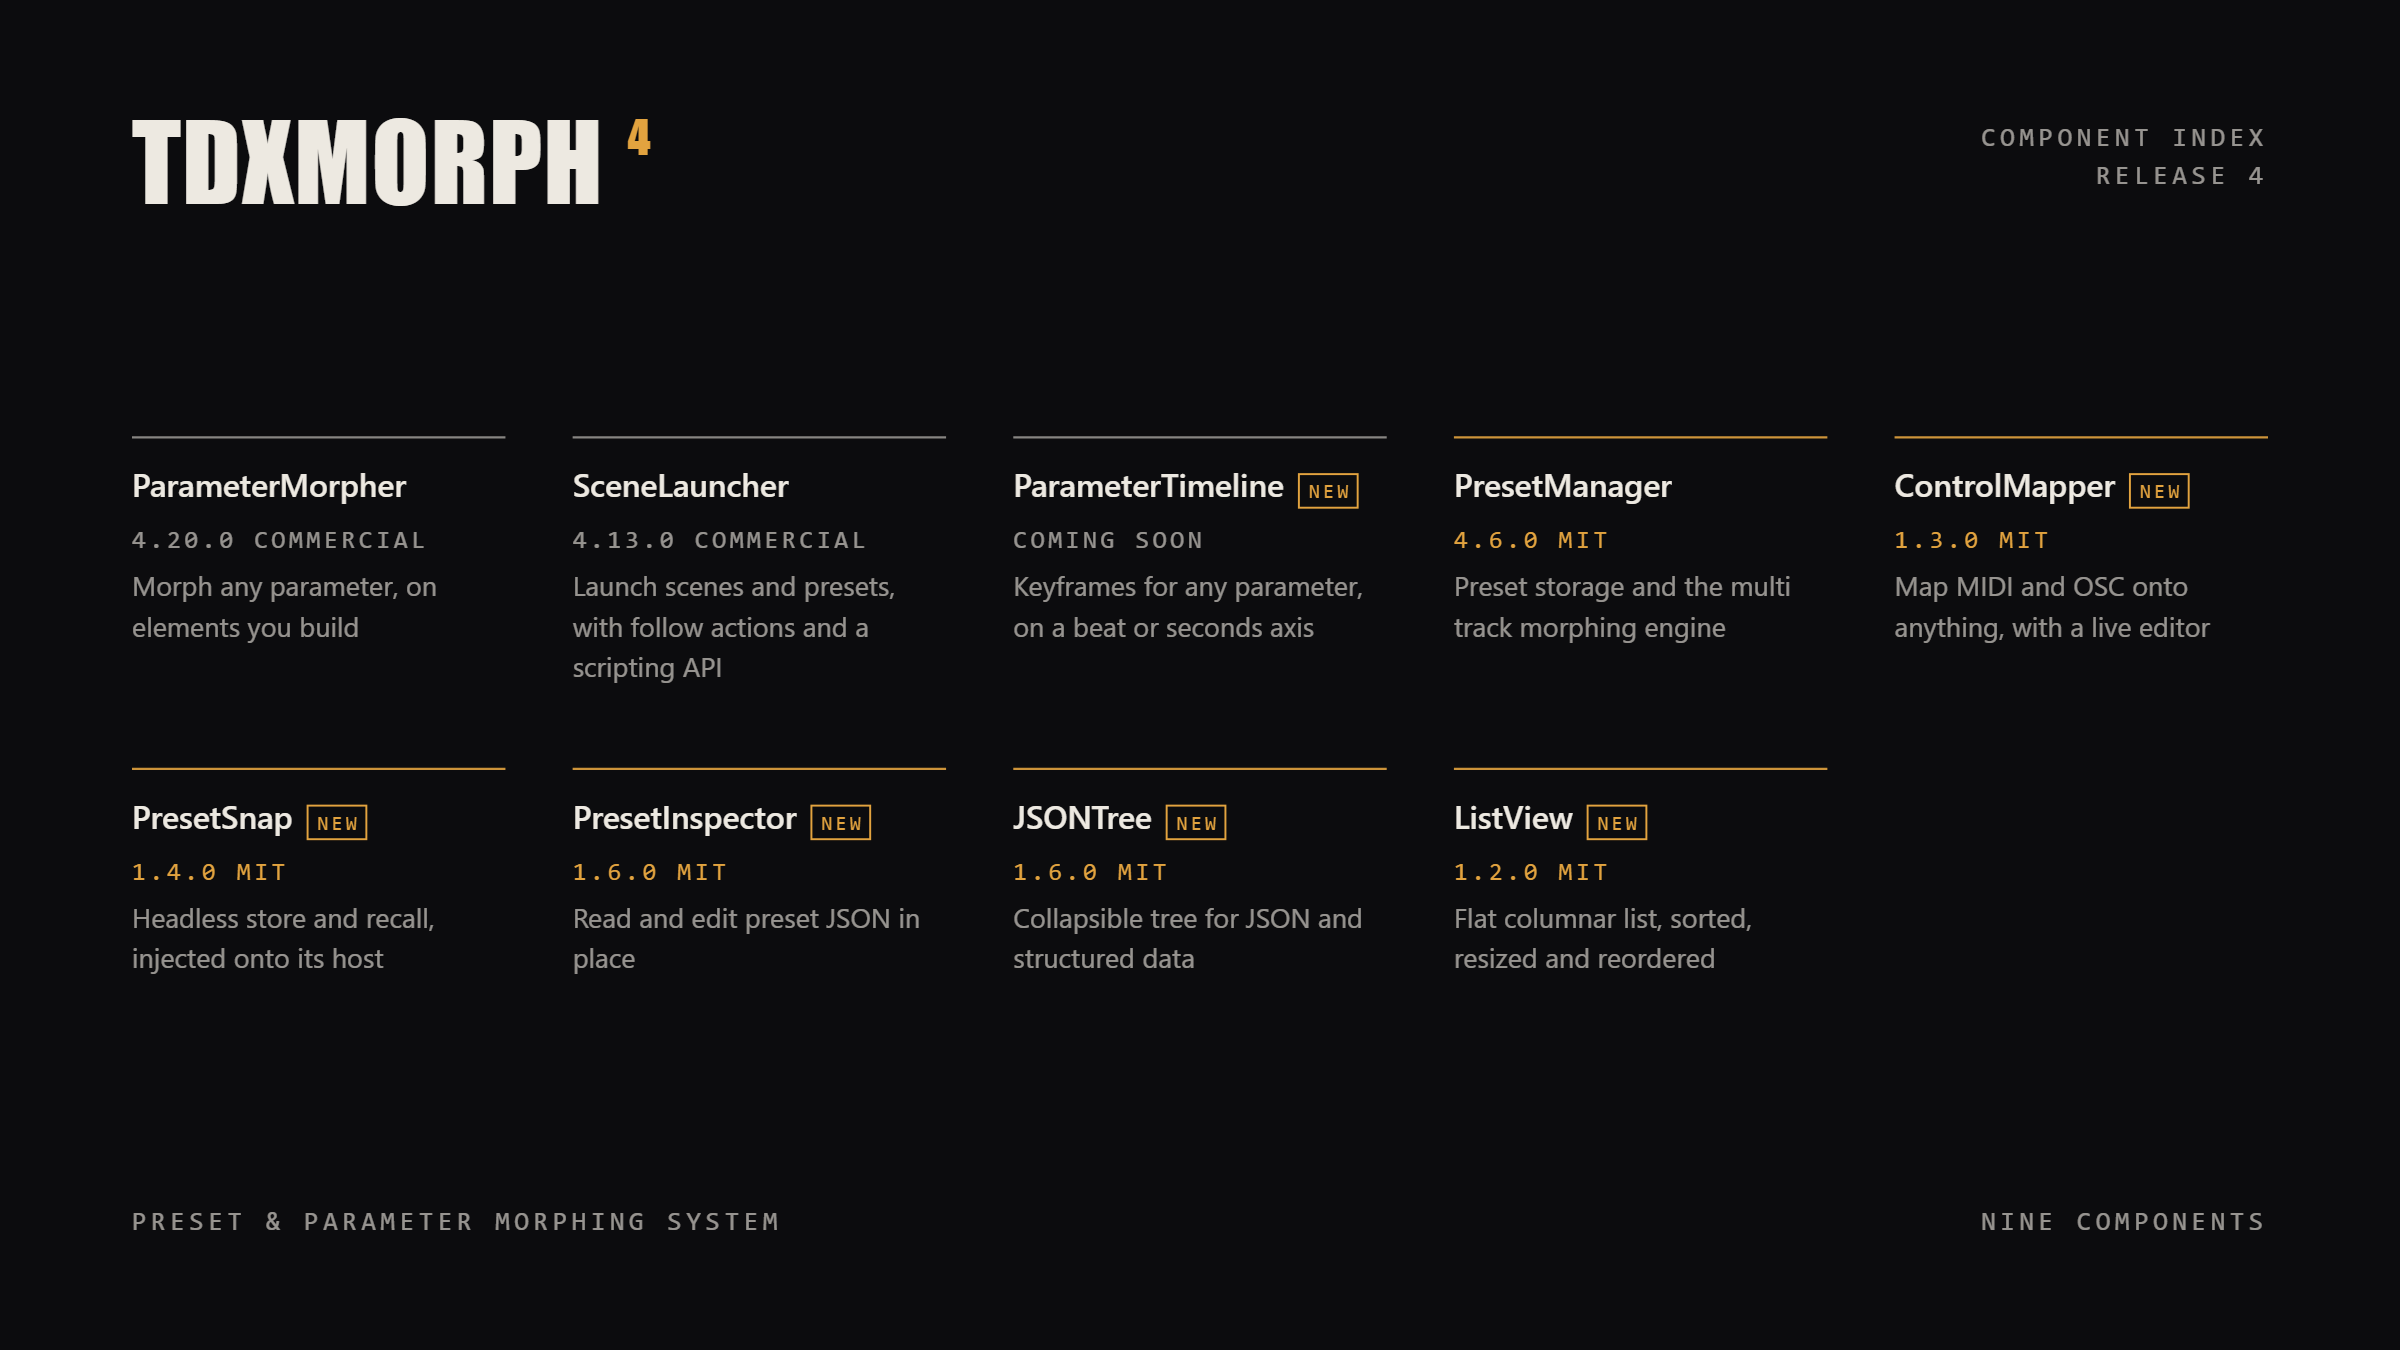 TDXMORPH 4
COMPONENT INDEX
RELEASE 4
ParameterMorpher
4.20.0 COMMERCIAL
Morph any parameter, on
elements you build
SceneLauncher
4.13.0 COMMERCIAL
Launch scenes and presets,
with follow actions and a
scripting API
ParameterTimeline NEW
COMING SOON
Keyframes for any parameter,
on a beat or seconds axis
PresetManager
4.6.0 MIT
Preset storage and the multi
track morphing engine
ControlMapper NEW
1.3.0 MIT
Map MIDI and OSC onto
anything, with a live editor
PresetSnap NEW
1.4.0 MIT
Headless store and recall,
injected onto its host
PresetInspector NEW
1.6.0 MIT
Read and edit preset JSON in
place
JSONTree NEW
1.6.0 MIT
Collapsible tree for JSON and
structured data
ListView NEW
1.2.0 MIT
Flat columnar list, sorted,
resized and reordered
PRESET & PARAMETER MORPHING SYSTEM
NINE COMPONENTS